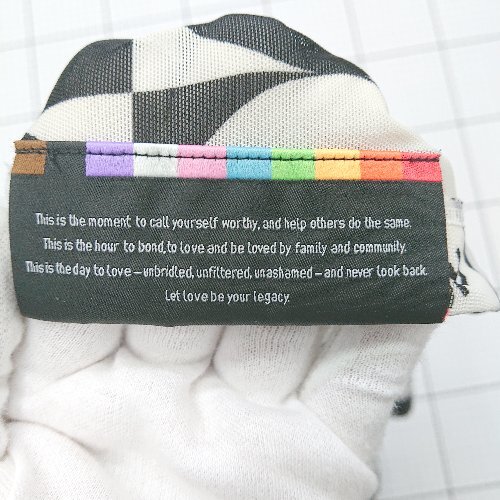 This is the moment to call yourself worthy, and help others do the same.
This is the hour to bond, to love and be loved by family and community.
This is the day to love – unbridled, unfiltered, unashamed – and never look back.
Let love be your legacy.